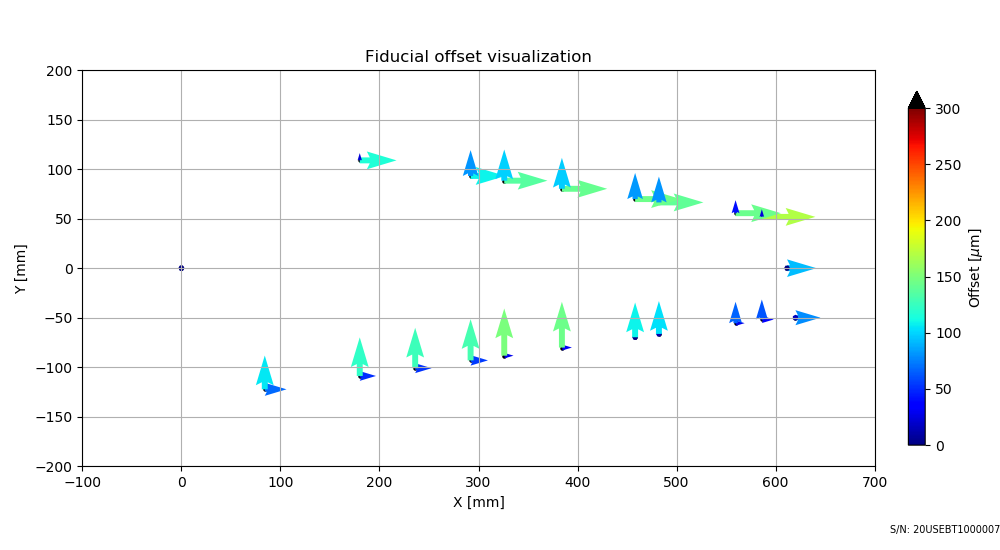 Fiducial offset visualization
200
150
100
50
0
−50
−100
−150
−200
Y [mm]
−100 0 100 200 300 400 500 600 700
X [mm]
300
250
200
150
100
50
0
Offset [μm]
S/N: 20USEBT1000007